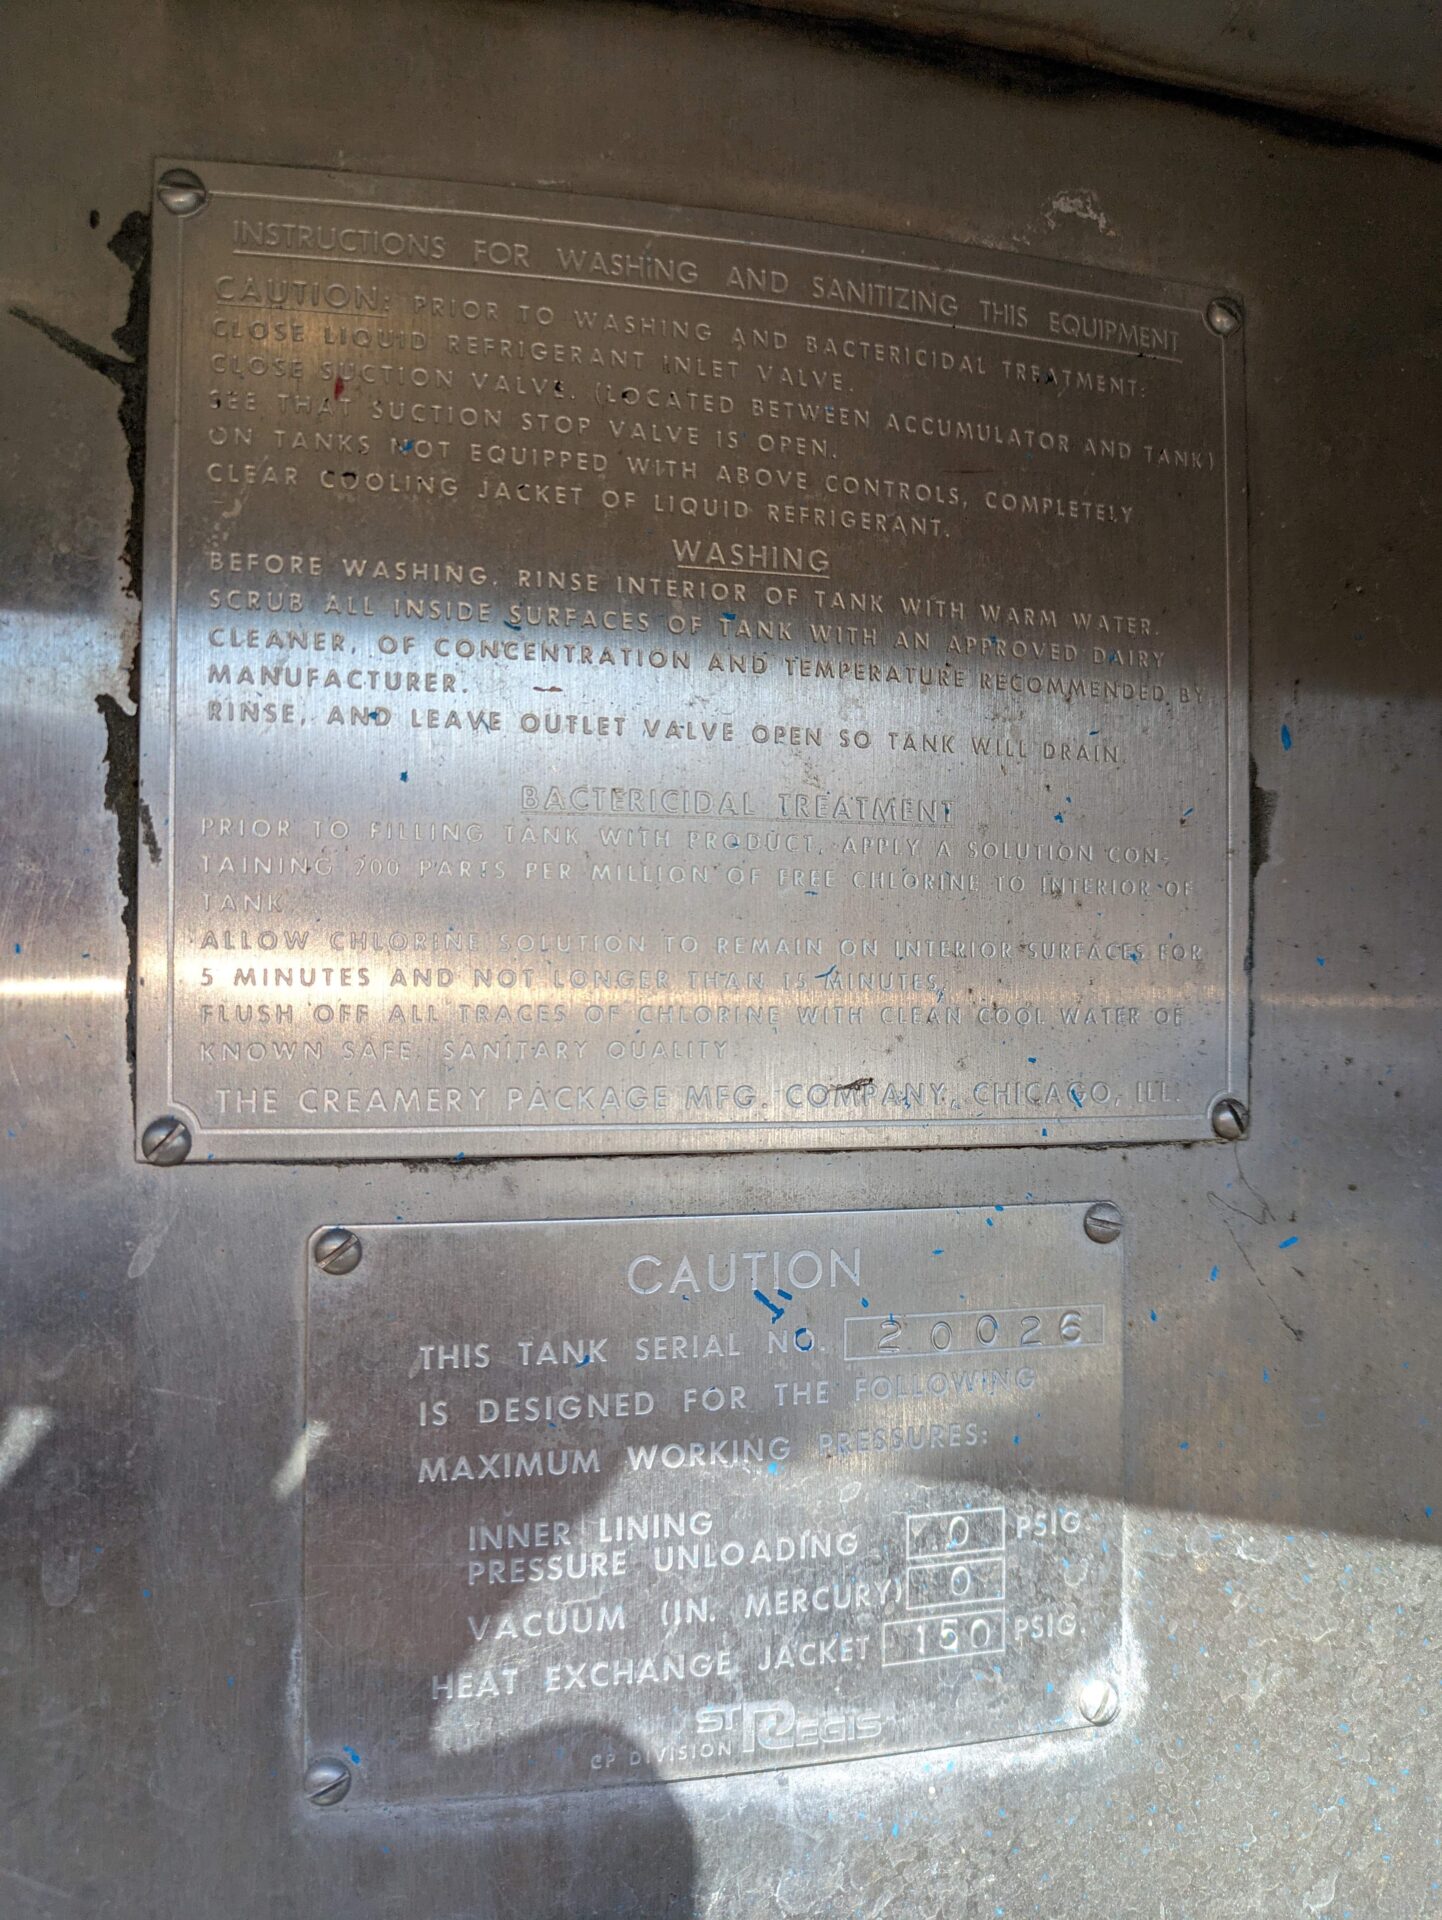 INSTRUCTIONS FOR WASHING AND SANITIZING THIS EQUIPMENT
CAUTION: PRIOR TO WASHING AND BACTERICIDAL TREATMENT:
CLOSE LIQUID REFRIGERANT INLET VALVE.
CLOSE SUCTION VALVE. (LOCATED BETWEEN ACCUMULATOR AND TANK)
SEE THAT SUCTION STOP VALVE IS OPEN.
ON TANKS NOT EQUIPPED WITH ABOVE CONTROLS, COMPLETELY
CLEAR COOLING JACKET OF LIQUID REFRIGERANT.
WASHING
BEFORE WASHING. RINSE INTERIOR OF TANK WITH WARM WATER.
SCRUB ALL INSIDE SURFACES OF TANK WITH AN APPROVED DAIRY
CLEANER, OF CONCENTRATION AND TEMPERATURE RECOMMENDED BY
MANUFACTURER.
RINSE, AND LEAVE OUTLET VALVE OPEN SO TANK WILL DRAIN.
BACTERICIDAL TREATMENT
PRIOR TO FILLING TANK WITH PRODUCT, APPLY A SOLUTION CON-
TAINING 200 PARTS PER MILLION OF FREE CHLORINE TO INTERIOR OF
TANK.
ALLOW CHLORINE SOLUTION TO REMAIN ON INTERIOR SURFACES FOR
5 MINUTES AND NOT LONGER THAN 15 MINUTES.
FLUSH OFF ALL TRACES OF CHLORINE WITH CLEAN COOL WATER OF
KNOWN SAFE, SANITARY QUALITY
THE CREAMERY PACKAGE MFG. COMPANY, CHICAGO, ILL.
CAUTION
THIS TANK SERIAL NO. 20026
IS DESIGNED FOR THE FOLLOWING
MAXIMUM WORKING PRESSURES:
INNER LINING
PRESSURE UNLOADING 0 PSIG.
VACUUM (IN. MERCURY) 0
HEAT EXCHANGE JACKET 150 PSIG.
CP DIVISION ST REGIS